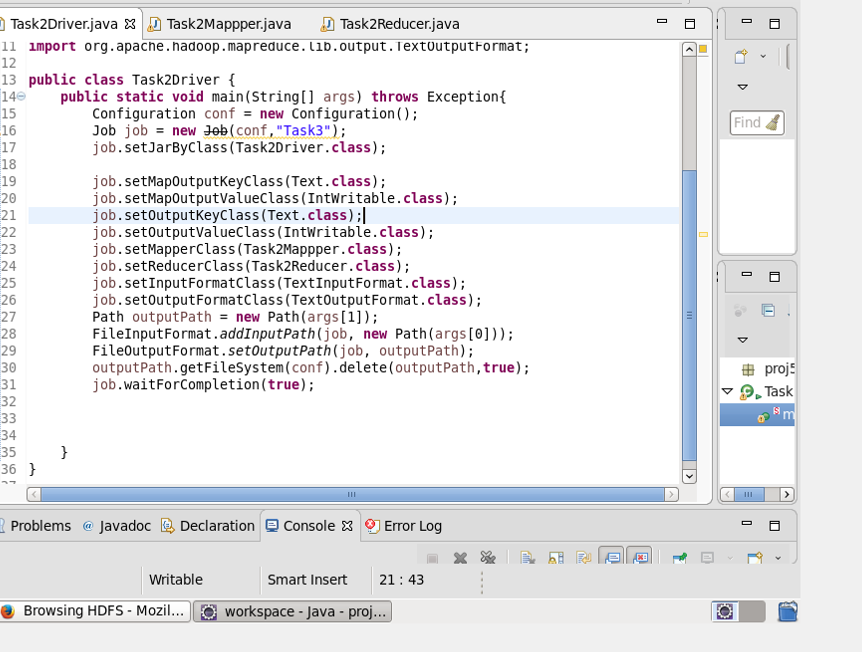 Task2Driver.java
Task2Mappper.java
Task2Reducer.java
11 import org.apache.hadoop.mapreduce.lib.output.TextOutputFormat;
12
13 public class Task2Driver {
14 public static void main(String[] args) throws Exception{
15 Configuration conf = new Configuration();
16 Job job = new Job(conf,"Task3");
17 job.setJarByClass(Task2Driver.class);
18
19 job.setMapOutputKeyClass(Text.class);
20 job.setMapOutputValueClass(IntWritable.class);
21 job.setOutputKeyClass(Text.class);
22 job.setOutputValueClass(IntWritable.class);
23 job.setMapperClass(Task2Mappper.class);
24 job.setReducerClass(Task2Reducer.class);
25 job.setInputFormatClass(TextInputFormat.class);
26 job.setOutputFormatClass(TextOutputFormat.class);
27 Path outputPath = new Path(args[1]);
28 FileInputFormat.addInputPath(job, new Path(args[0]));
29 FileOutputFormat.setOutputPath(job, outputPath);
30 outputPath.getFileSystem(conf).delete(outputPath,true);
31 job.waitForCompletion(true);
32
33
34
35 }
36 }
Find
proj5
Task
m
Problems @ Javadoc Declaration Console Error Log
Writable Smart Insert 21 : 43
Browsing HDFS - Mozil... workspace - Java - proj...